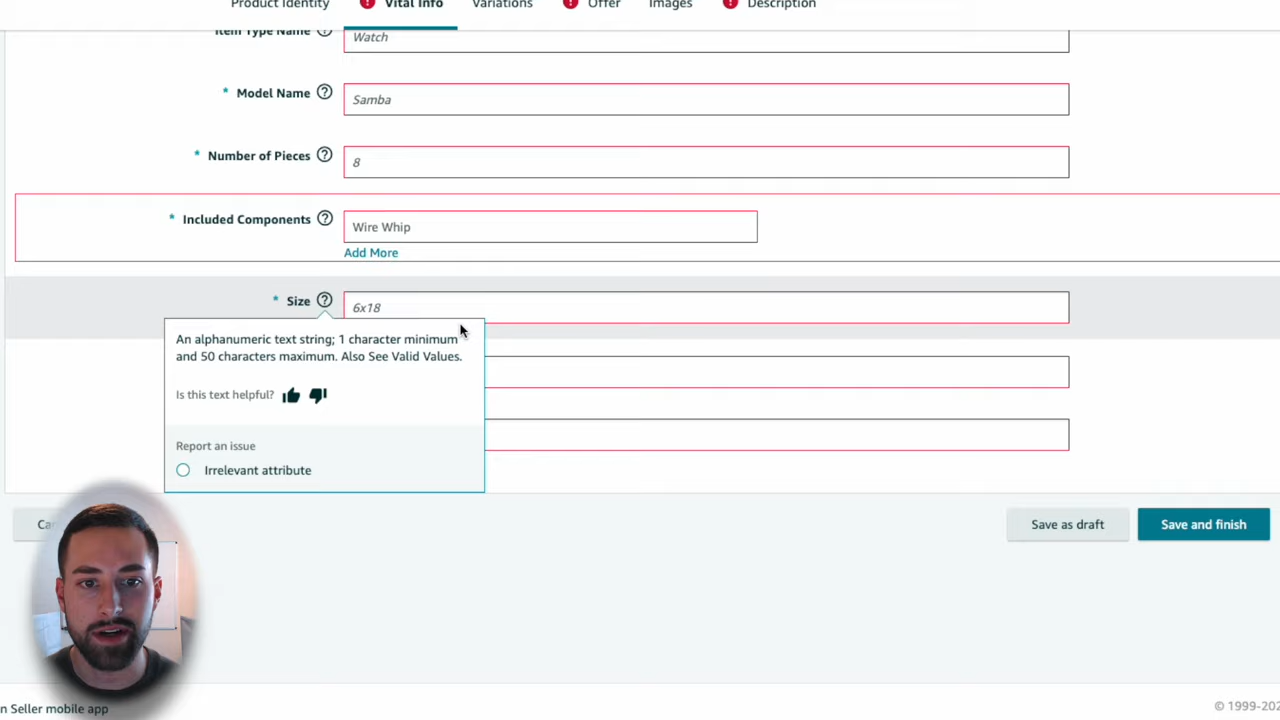 Product Identity
Vital Info
Variations
Offer
Images
Description
Item Type Name
Watch
* Model Name
Samba
* Number of Pieces
8
* Included Components
Wire Whip
Add More
* Size
6x18
An alphanumeric text string; 1 character minimum
and 50 characters maximum. Also See Valid Values.
Is this text helpful?
Report an issue
Irrelevant attribute
Save as draft
Save and finish
Seller mobile app
© 1999-202